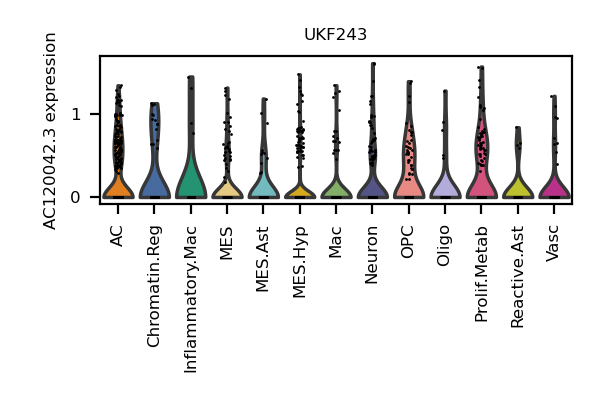 UKF243
AC120042.3 expression
1
0
AC
Chromatin.Reg
Inflammatory.Mac
MES
MES.Ast
MES.Hyp
Mac
Neuron
OPC
Oligo
Prolif.Metab
Reactive.Ast
Vasc